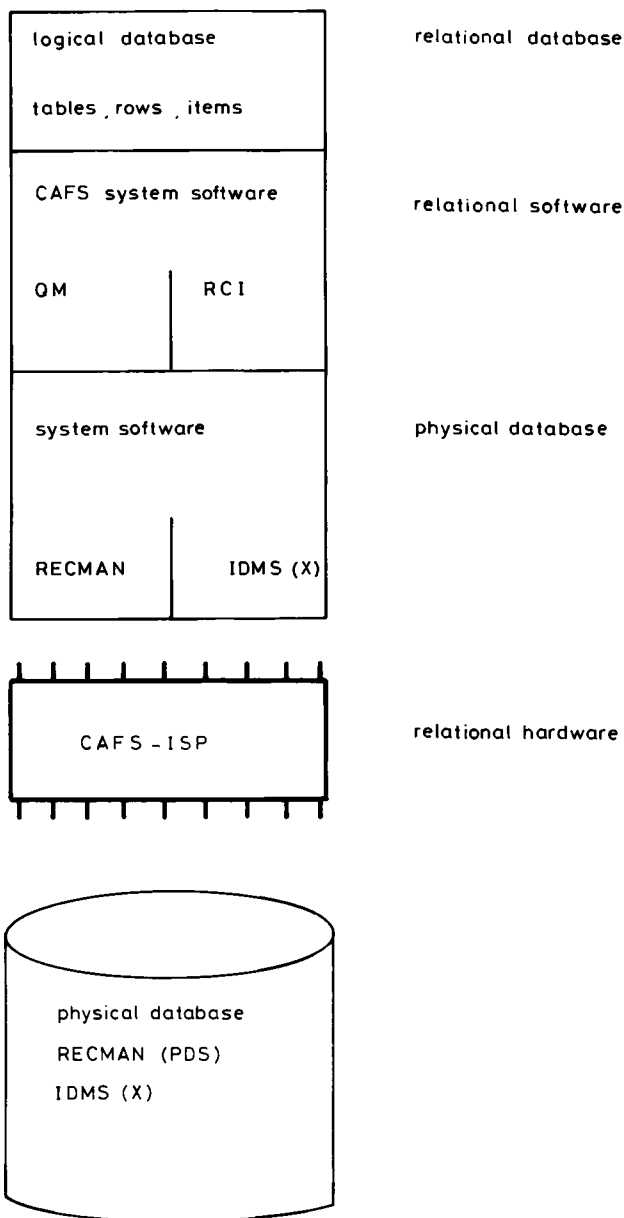 logical database
relational database
tables, rows, items
CAFS system software
relational software
QM
RCI
system software
physical database
RECMAN
IDMS (X)
CAFS-ISP
relational hardware
physical database
RECMAN (PDS)
IDMS (X)